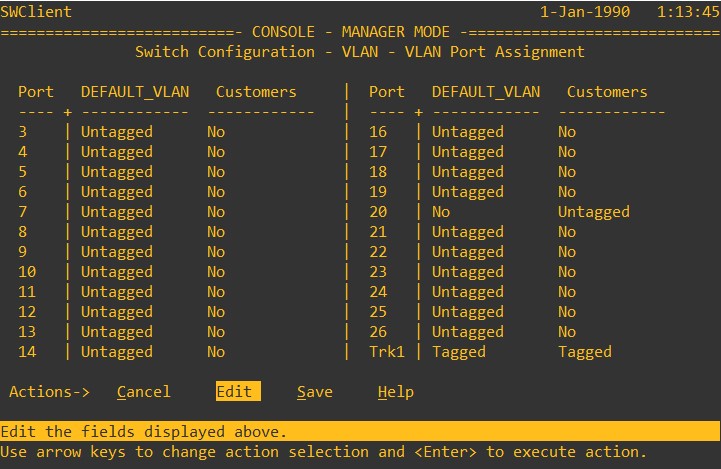 SWClient 1-Jan-1990 1:13:45
==========================- CONSOLE - MANAGER MODE -============================
Switch Configuration - VLAN - VLAN Port Assignment
Port DEFAULT_VLAN Customers | Port DEFAULT_VLAN Customers
---- + ------------ ------------ | ---- + ------------ ------------
3 | Untagged No | 16 | Untagged No
4 | Untagged No | 17 | Untagged No
5 | Untagged No | 18 | Untagged No
6 | Untagged No | 19 | Untagged No
7 | Untagged No | 20 | No Untagged
8 | Untagged No | 21 | Untagged No
9 | Untagged No | 22 | Untagged No
10 | Untagged No | 23 | Untagged No
11 | Untagged No | 24 | Untagged No
12 | Untagged No | 25 | Untagged No
13 | Untagged No | 26 | Untagged No
14 | Untagged No | Trk1 | Tagged Tagged
Actions-> Cancel Edit Save Help
Edit the fields displayed above.
Use arrow keys to change action selection and <Enter> to execute action.